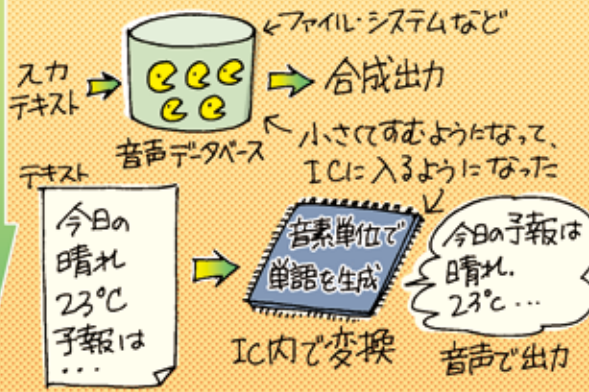 ファイル・システムなど
入力
テキスト
合成出力
音声データベース
小さくてすむようになって、
ICに入るようになった
テキスト
今日の
晴れ
23℃
予報は
・・・
音素単位で
単語を生成
IC内で変換
今日の予報は
晴れ.
23℃ ・・・
音声で出力